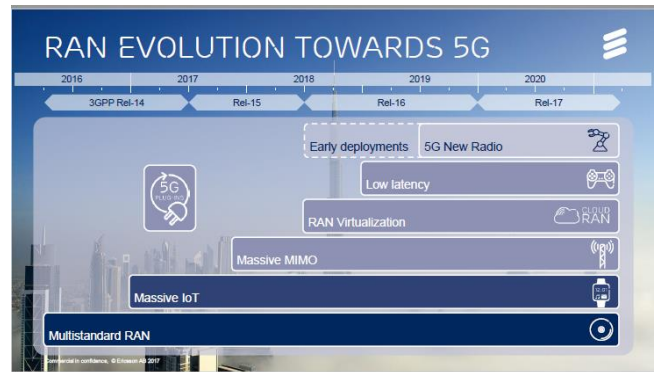 RAN EVOLUTION TOWARDS 5G
2016 2017 2018 2019 2020
3GPP Rel-14 Rel-15 Rel-16 Rel-17
Early deployments 5G New Radio
5G
PLUG-INS
Low latency
RAN Virtualization CLOUD
RAN
Massive MIMO
Massive IoT
Multistandard RAN
Commercial in confidence, © Ericsson AB 2017